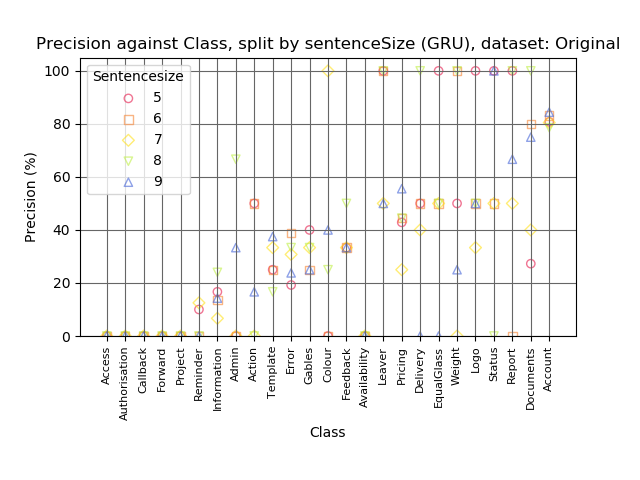 Precision against Class, split by sentenceSize (GRU), dataset: Original
Sentencesize
5
6
7
8
9
Precision (%)
100
80
60
40
20
0
Access
Authorisation
Callback
Forward
Project
Reminder
Information
Admin
Action
Template
Error
Gables
Colour
Feedback
Availability
Leaver
Pricing
Delivery
EqualGlass
Weight
Logo
Status
Report
Documents
Account
Class